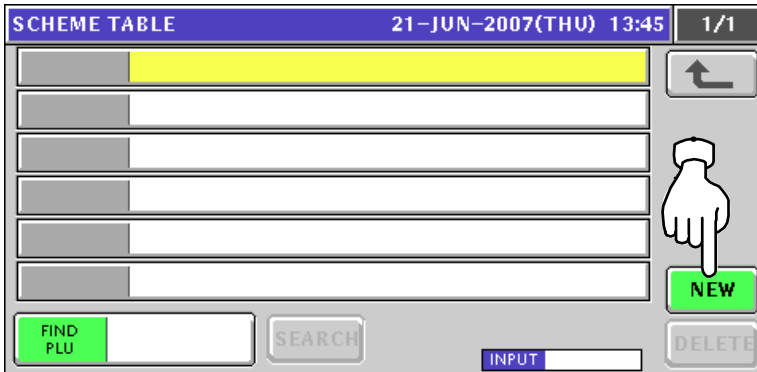 SCHEME TABLE 21-JUN-2007(THU) 13:45 1/1
NEW
FIND
PLU
SEARCH
DELETE
INPUT